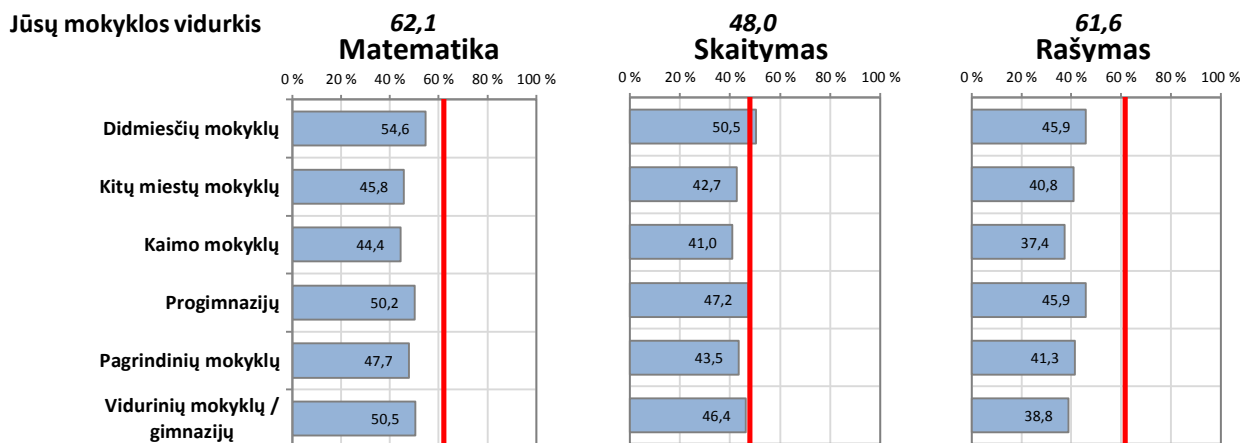 Jūsų mokyklos vidurkis 62,1 48,0 61,6
Matematika Skaitymas Rašymas
0 % 20 % 40 % 60 % 80 % 100 % 0 % 20 % 40 % 60 % 80 % 100 % 0 % 20 % 40 % 60 % 80 % 100 %
Didmiesčių mokyklų 54,6 50,5 45,9
Kitų miestų mokyklų 45,8 42,7 40,8
Kaimo mokyklų 44,4 41,0 37,4
Progimnazijų 50,2 47,2 45,9
Pagrindinių mokyklų 47,7 43,5 41,3
Vidurinių mokyklų /
gimnazijų 50,5 46,4 38,8